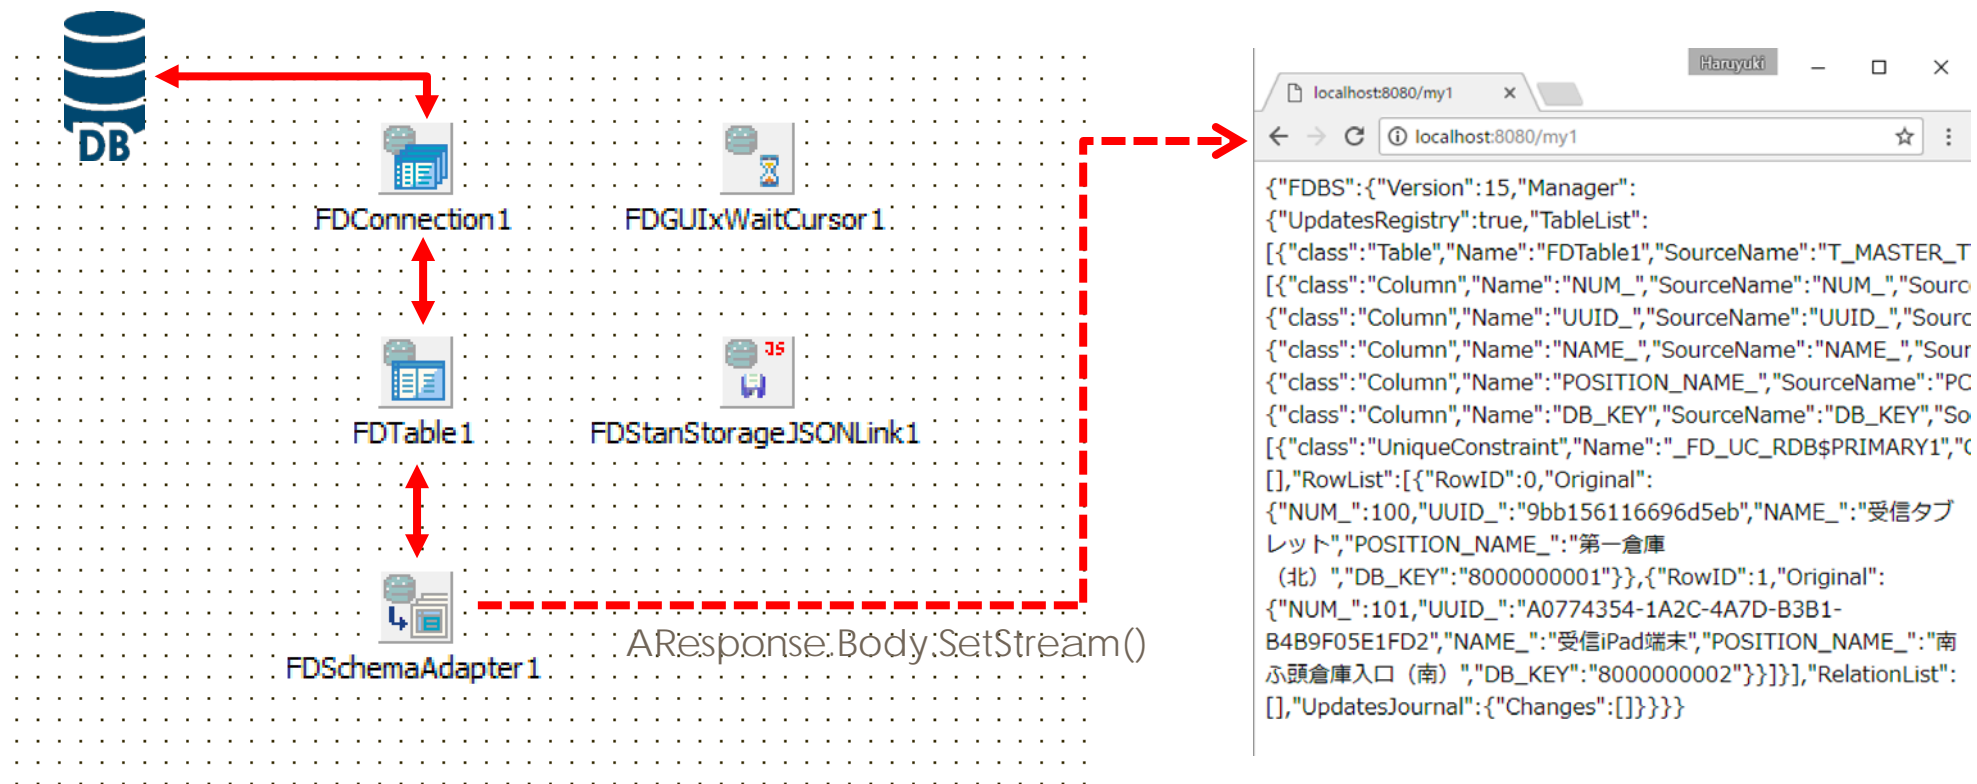 DB
FDConnection1
FDGUIxWaitCursor1
FDTable1
JS
FDStanStorageJSONLink1
FDSchemaAdapter1
AResponse.Body.SetStream()
Haruyuki
localhost:8080/my1
localhost:8080/my1
{"FDBS":{"Version":15,"Manager":
{"UpdatesRegistry":true,"TableList":
[{"class":"Table","Name":"FDTable1","SourceName":"T_MASTER_T
[{"class":"Column","Name":"NUM_","SourceName":"NUM_","Sourc
{"class":"Column","Name":"UUID_","SourceName":"UUID_","Sourc
{"class":"Column","Name":"NAME_","SourceName":"NAME_","Sour
{"class":"Column","Name":"POSITION_NAME_","SourceName":"PO
{"class":"Column","Name":"DB_KEY","SourceName":"DB_KEY","So
[{"class":"UniqueConstraint","Name":"_FD_UC_RDB$PRIMARY1","
[],"RowList":[{"RowID":0,"Original":
{"NUM_":100,"UUID_":"9bb156116696d5eb","NAME_":"受信タブ
レット","POSITION_NAME_":"第一倉庫
（北）","DB_KEY":"8000000001"}},{"RowID":1,"Original":
{"NUM_":101,"UUID_":"A0774354-1A2C-4A7D-B3B1-
B4B9F05E1FD2","NAME_":"受信iPad端末","POSITION_NAME_":"南
ふ頭倉庫入口（南）","DB_KEY":"8000000002"}}]}],"RelationList":
[],"UpdatesJournal":{"Changes":[]}}}}